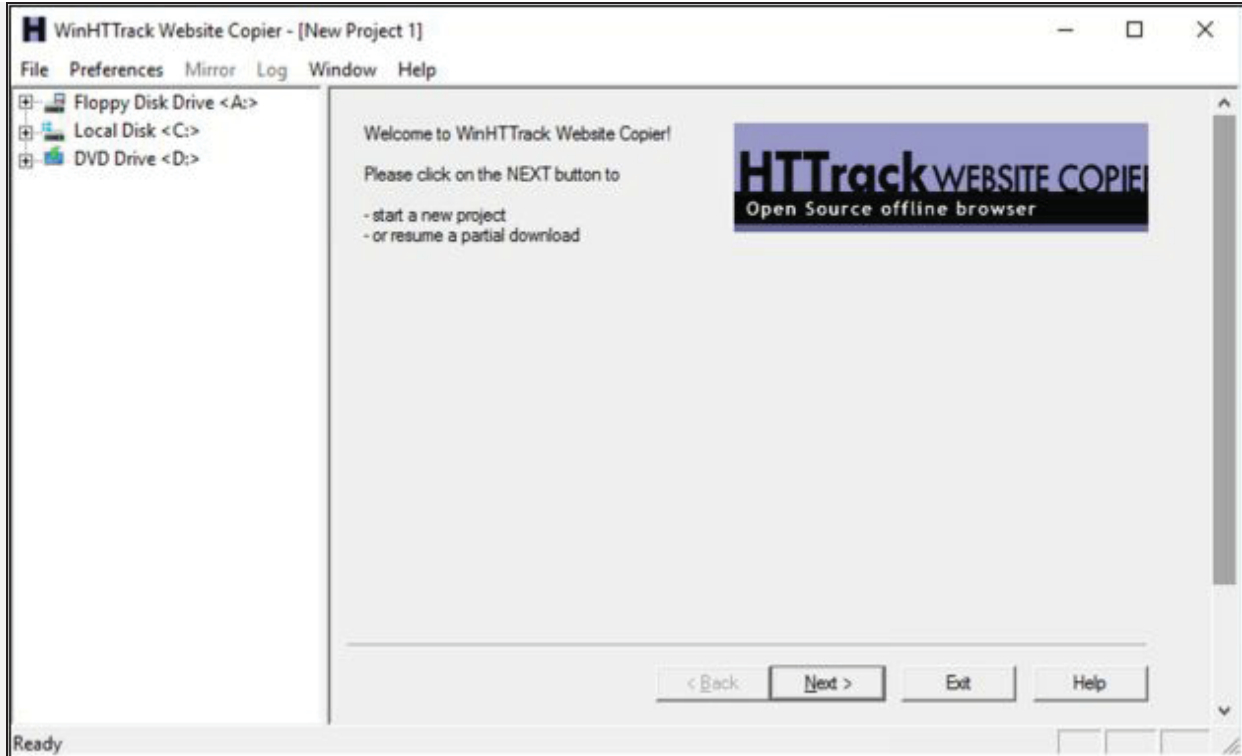 WinHTTrack Website Copier - [New Project 1]
File Preferences Mirror Log Window Help
Floppy Disk Drive <A:>
Local Disk <C:>
DVD Drive <D:>
Welcome to WinHTTrack Website Copier!
Please click on the NEXT button to
- start a new project
- or resume a partial download
HTTrack WEBSITE COPIE
Open Source offline browser
< Back Next > Exit Help
Ready